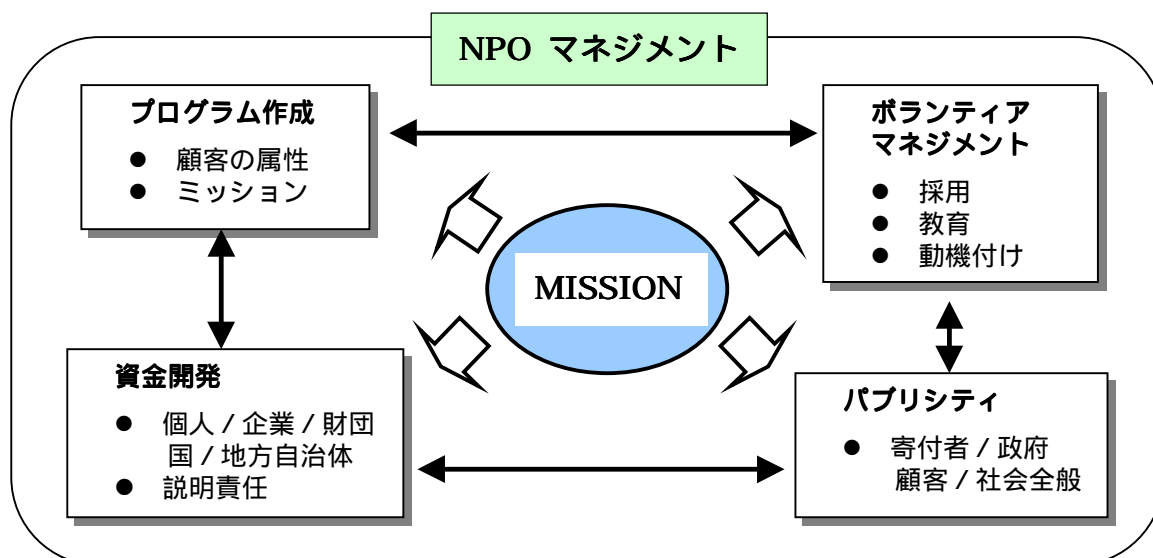 NPO マネジメント
プログラム作成
● 顧客の属性
● ミッション
ボランティア
マネジメント
● 採用
● 教育
● 動機付け
MISSION
資金開発
● 個人 / 企業 / 財団
国 / 地方自治体
● 説明責任
パブリシティ
● 寄付者 / 政府
顧客 / 社会全般